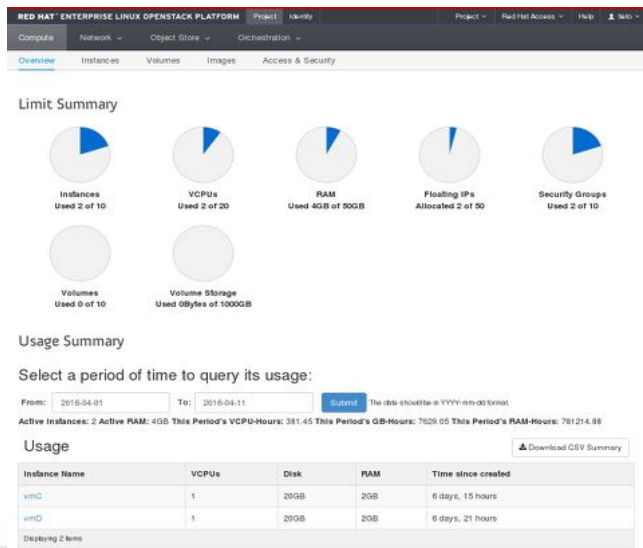 RED HAT® ENTERPRISE LINUX OPENSTACK PLATFORM Project Identity Project Red Hat Access Help
Compute Network Object Store Orchestration
Overview Instances Volumes Images Access & Security
Limit Summary
Instances VCPUs RAM Floating IPs Security Groups
Used 2 of 10 Used 2 of 20 Used 4GB of 50GB Allocated 2 of 50 Used 2 of 10
Volumes Volume Storage
Used 0 of 10 Used 0Bytes of 1000GB
Usage Summary
Select a period of time to query its usage:
From: 2016-04-01 To: 2016-04-11 Submit The date should be in YYYY-mm-dd format.
Active Instances: 2 Active RAM: 4GB This Period's VCPU-Hours: 381.45 This Period's GB-Hours: 7629.05 This Period's RAM-Hours: 781214.88
Usage Download CSV Summary
Instance Name VCPUs Disk RAM Time since created
vmC 1 20GB 2GB 6 days, 15 hours
vmD 1 20GB 2GB 6 days, 21 hours
Displaying 2 items